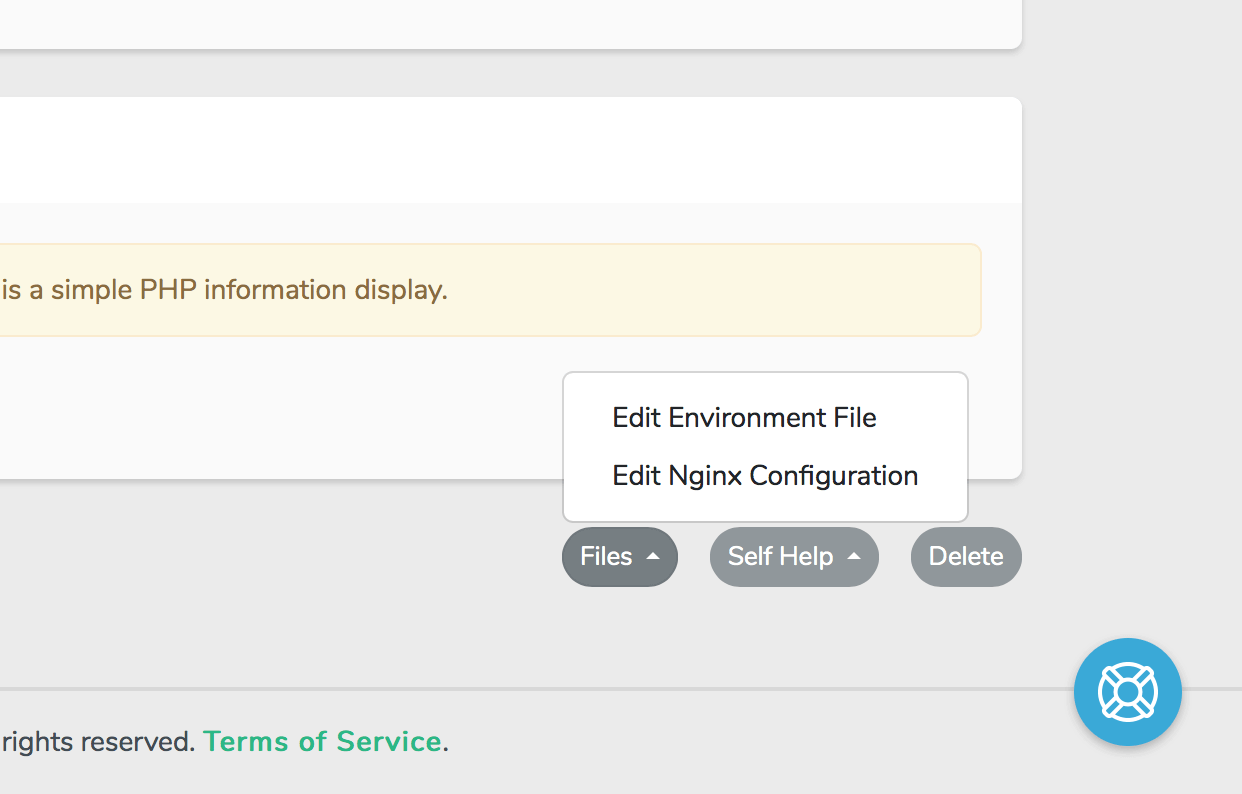 is a simple PHP information display.
Edit Environment File
Edit Nginx Configuration
Files Self Help Delete
rights reserved. Terms of Service.